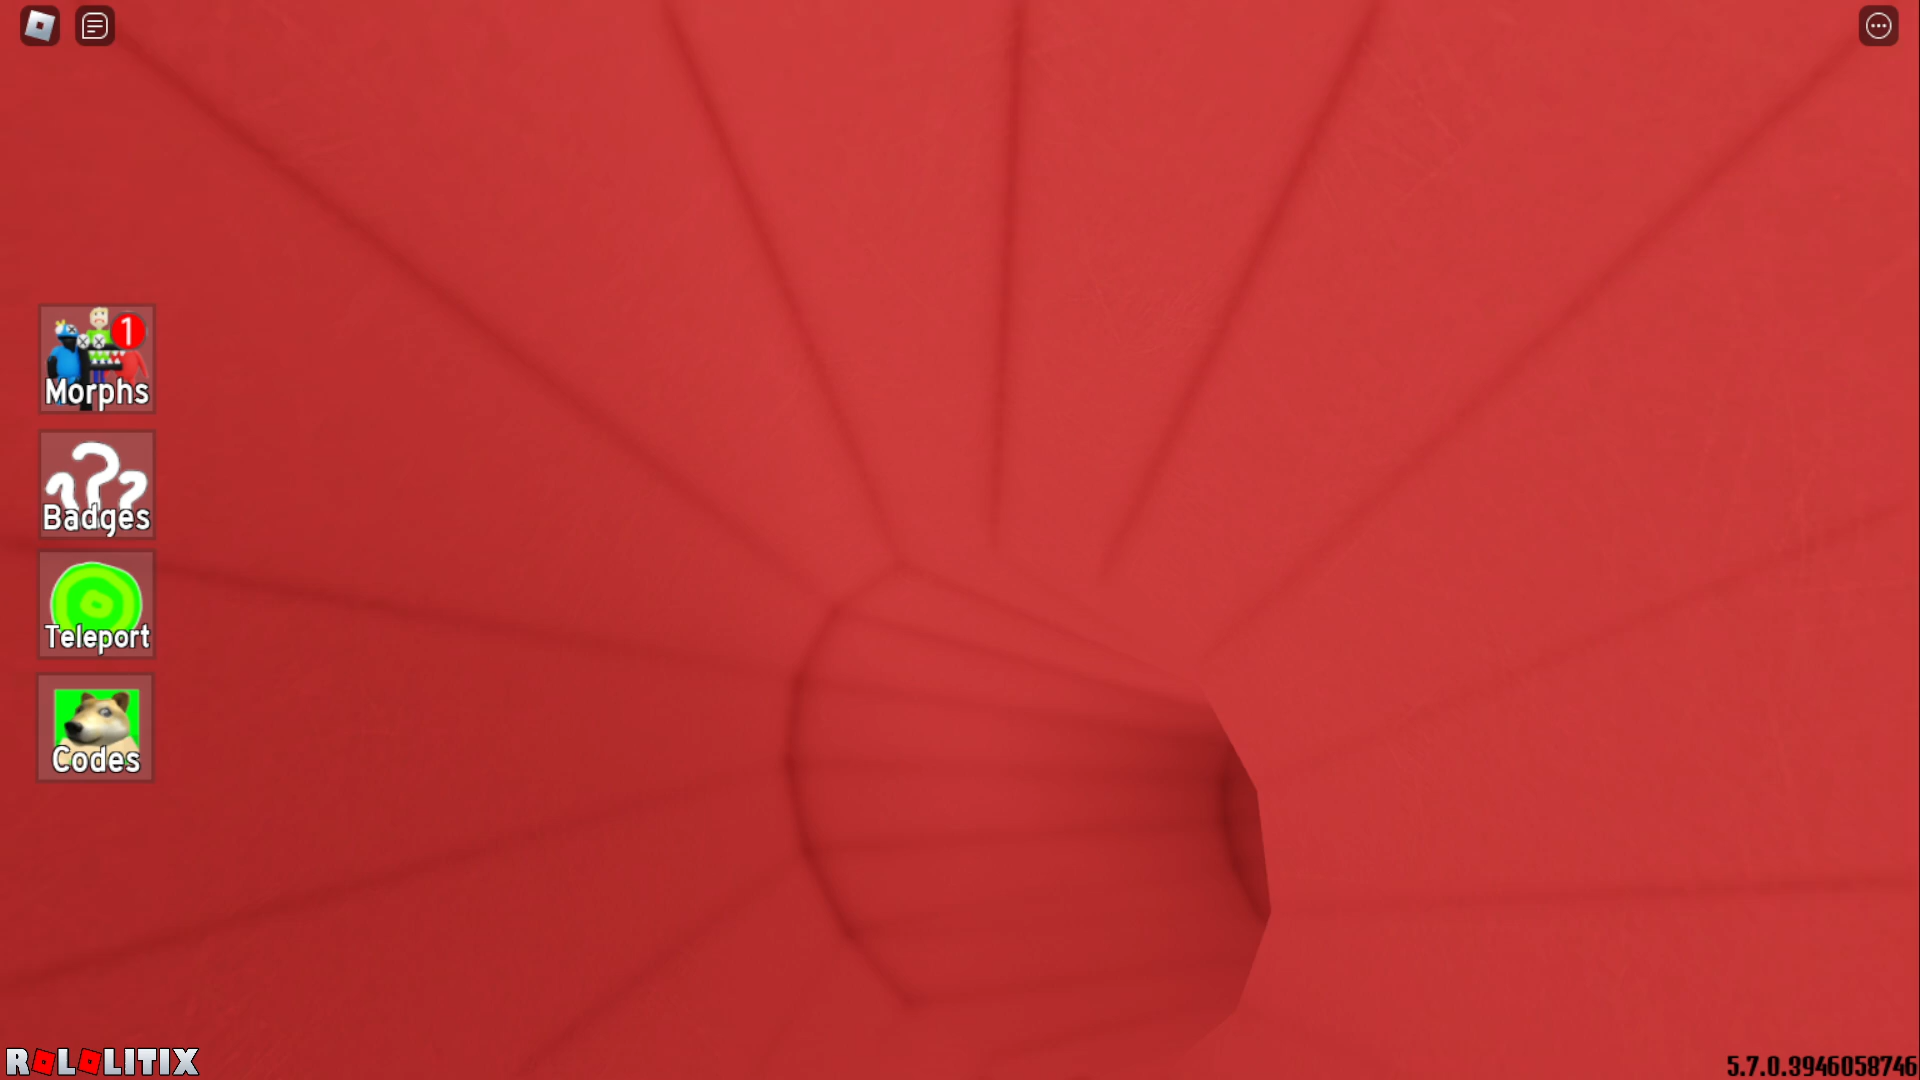 1
Morphs
Badges
Teleport
Codes
ROLOLITIX
5.7.0.3946058746